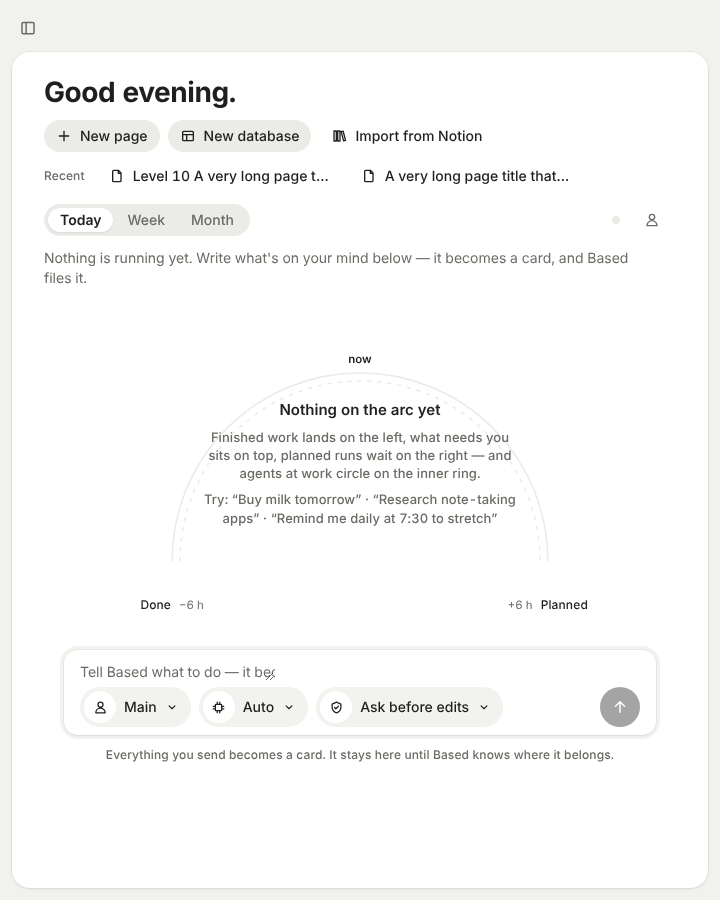 Good evening.
New page
New database
Import from Notion
Recent
Level 10 A very long page t...
A very long page title that...
Today
Week
Month
Nothing is running yet. Write what's on your mind below — it becomes a card, and Based
files it.
now
Nothing on the arc yet
Finished work lands on the left, what needs you
sits on top, planned runs wait on the right — and
agents at work circle on the inner ring.
Try: “Buy milk tomorrow” · “Research note-taking
apps” · “Remind me daily at 7:30 to stretch”
Done −6 h
+6 h Planned
Tell Based what to do — it
Main
Auto
Ask before edits
Everything you send becomes a card. It stays here until Based knows where it belongs.